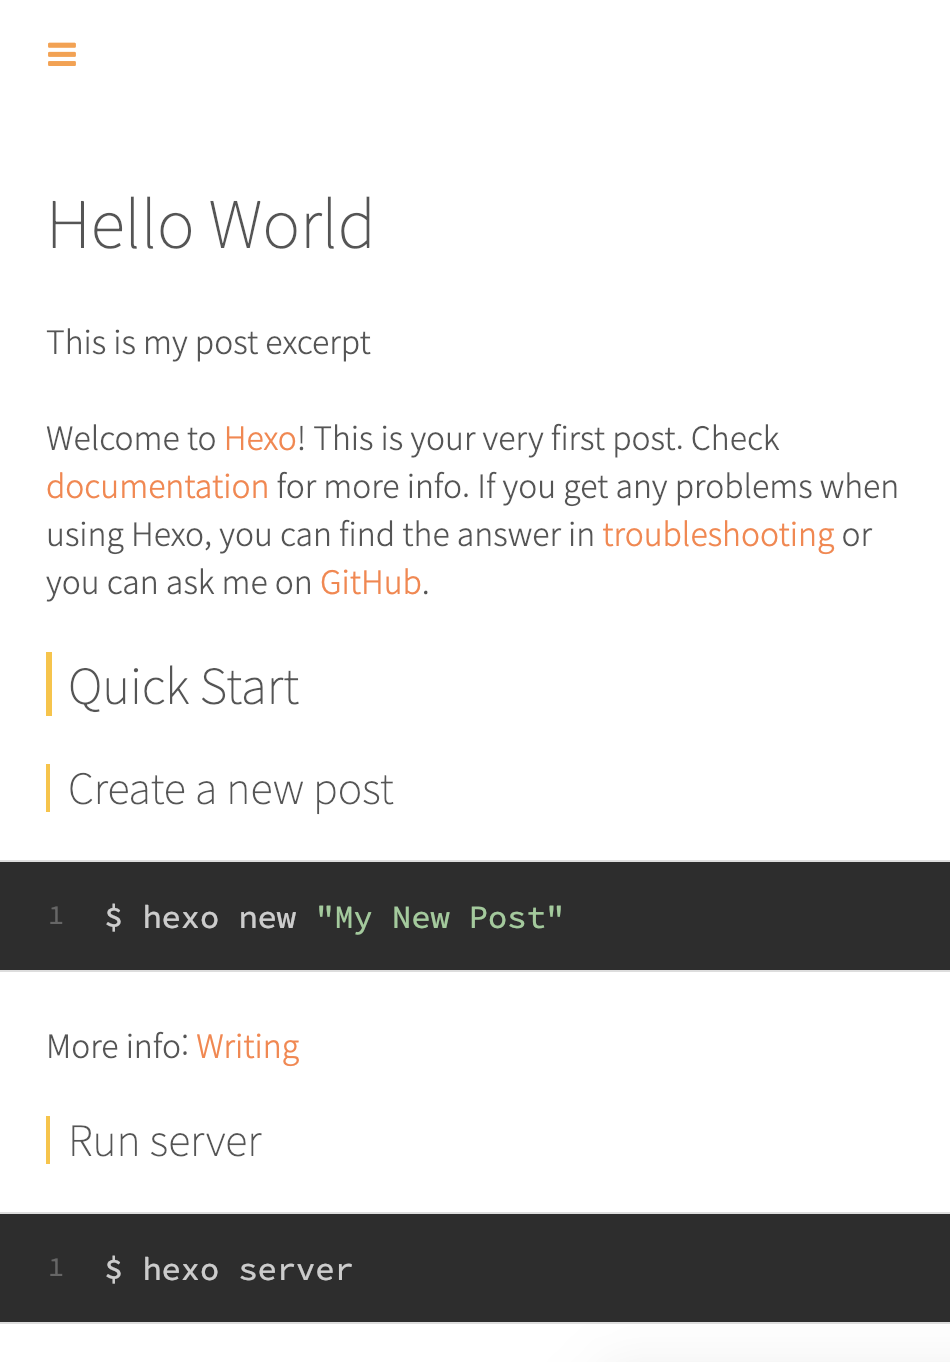 Hello World
This is my post excerpt
Welcome to Hexo! This is your very first post. Check
documentation for more info. If you get any problems when
using Hexo, you can find the answer in troubleshooting or
you can ask me on GitHub.
Quick Start
Create a new post
1 $ hexo new "My New Post"
More info: Writing
Run server
1 $ hexo server